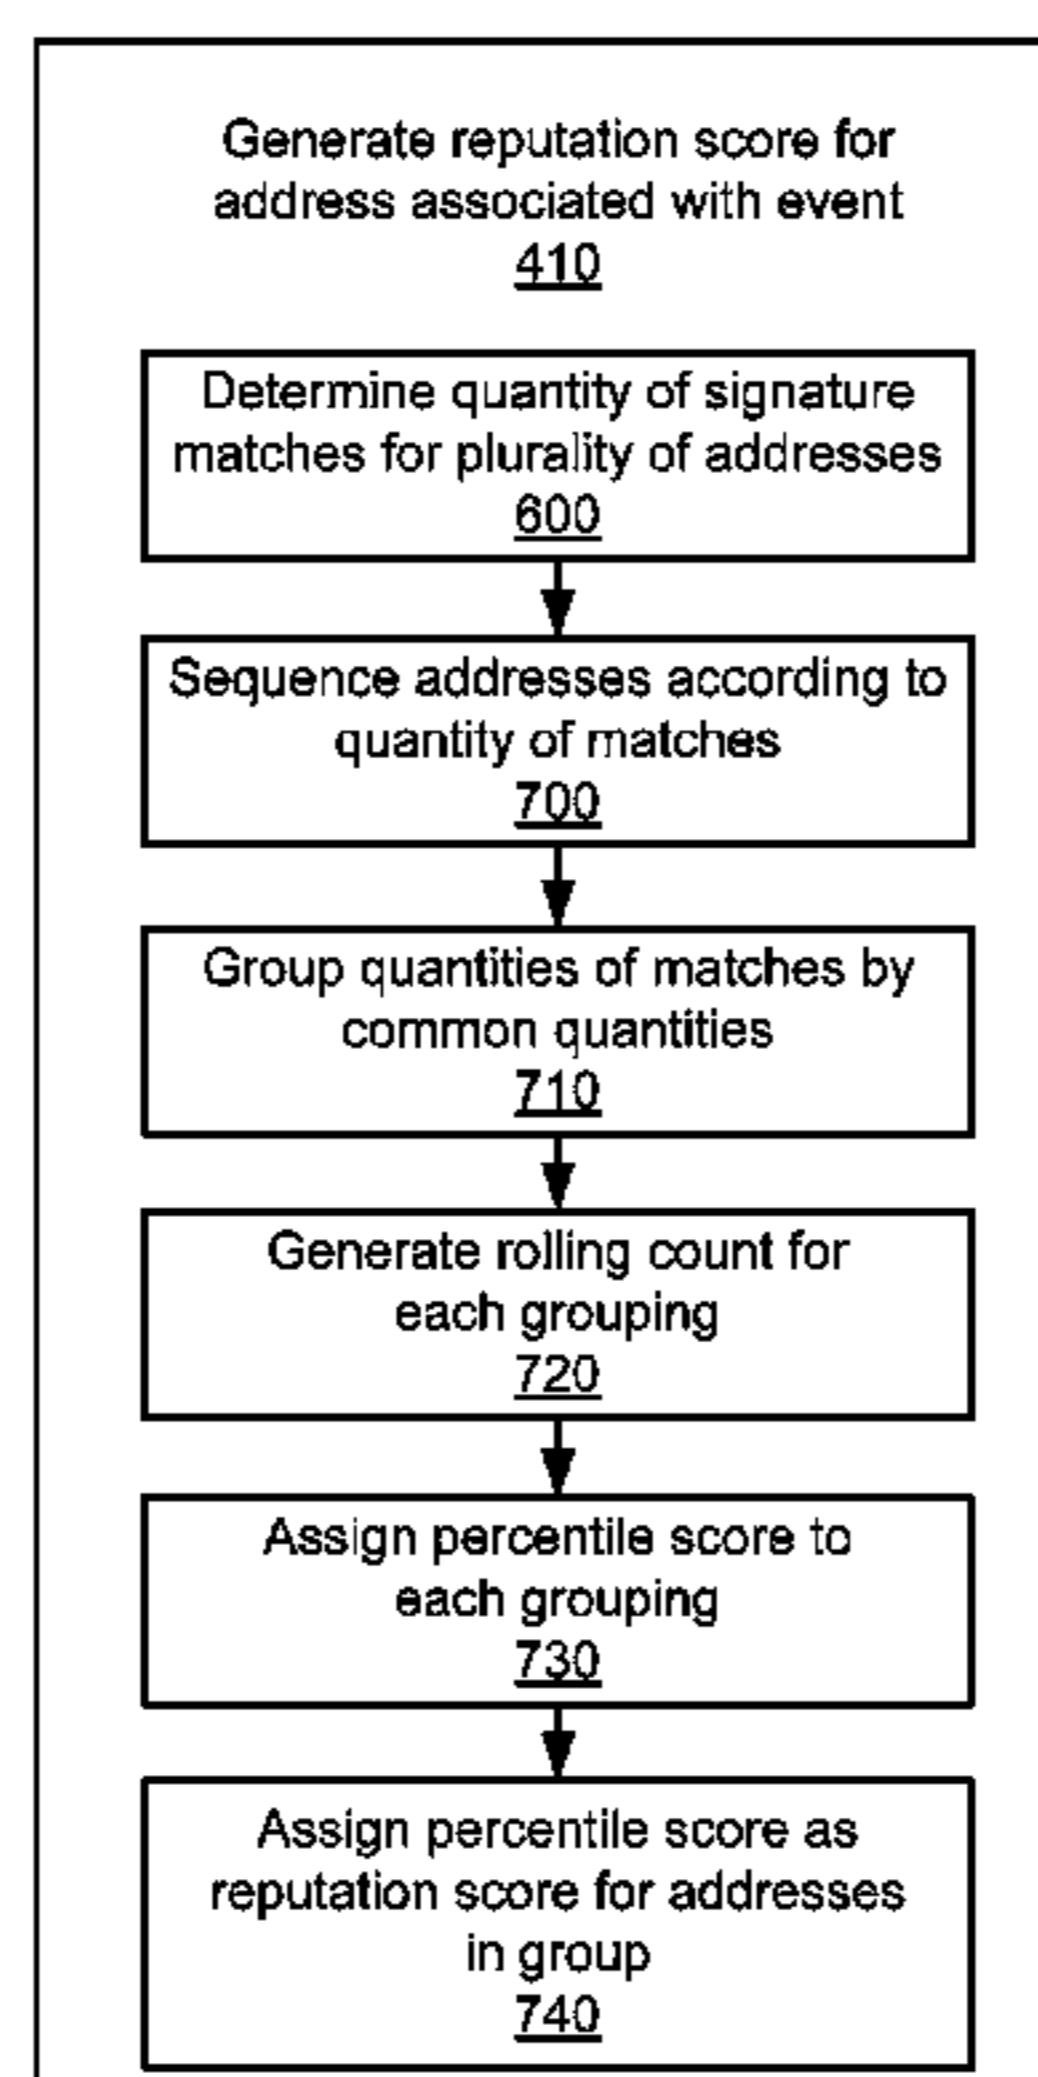 Generate reputation score for
address associated with event
410
Determine quantity of signature
matches for plurality of addresses
600
Sequence addresses according to
quantity of matches
700
Group quantities of matches by
common quantities
710
Generate rolling count for
each grouping
720
Assign percentile score to
each grouping
730
Assign percentile score as
reputation score for addresses
in group
740